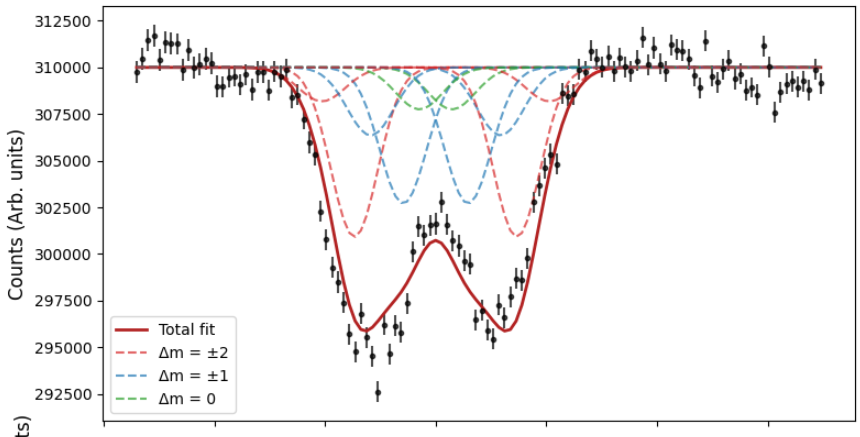 312500
310000
307500
305000
302500
300000
297500
295000
292500
Counts (Arb. units)
Total fit
Δm = ±2
Δm = ±1
Δm = 0
ts)